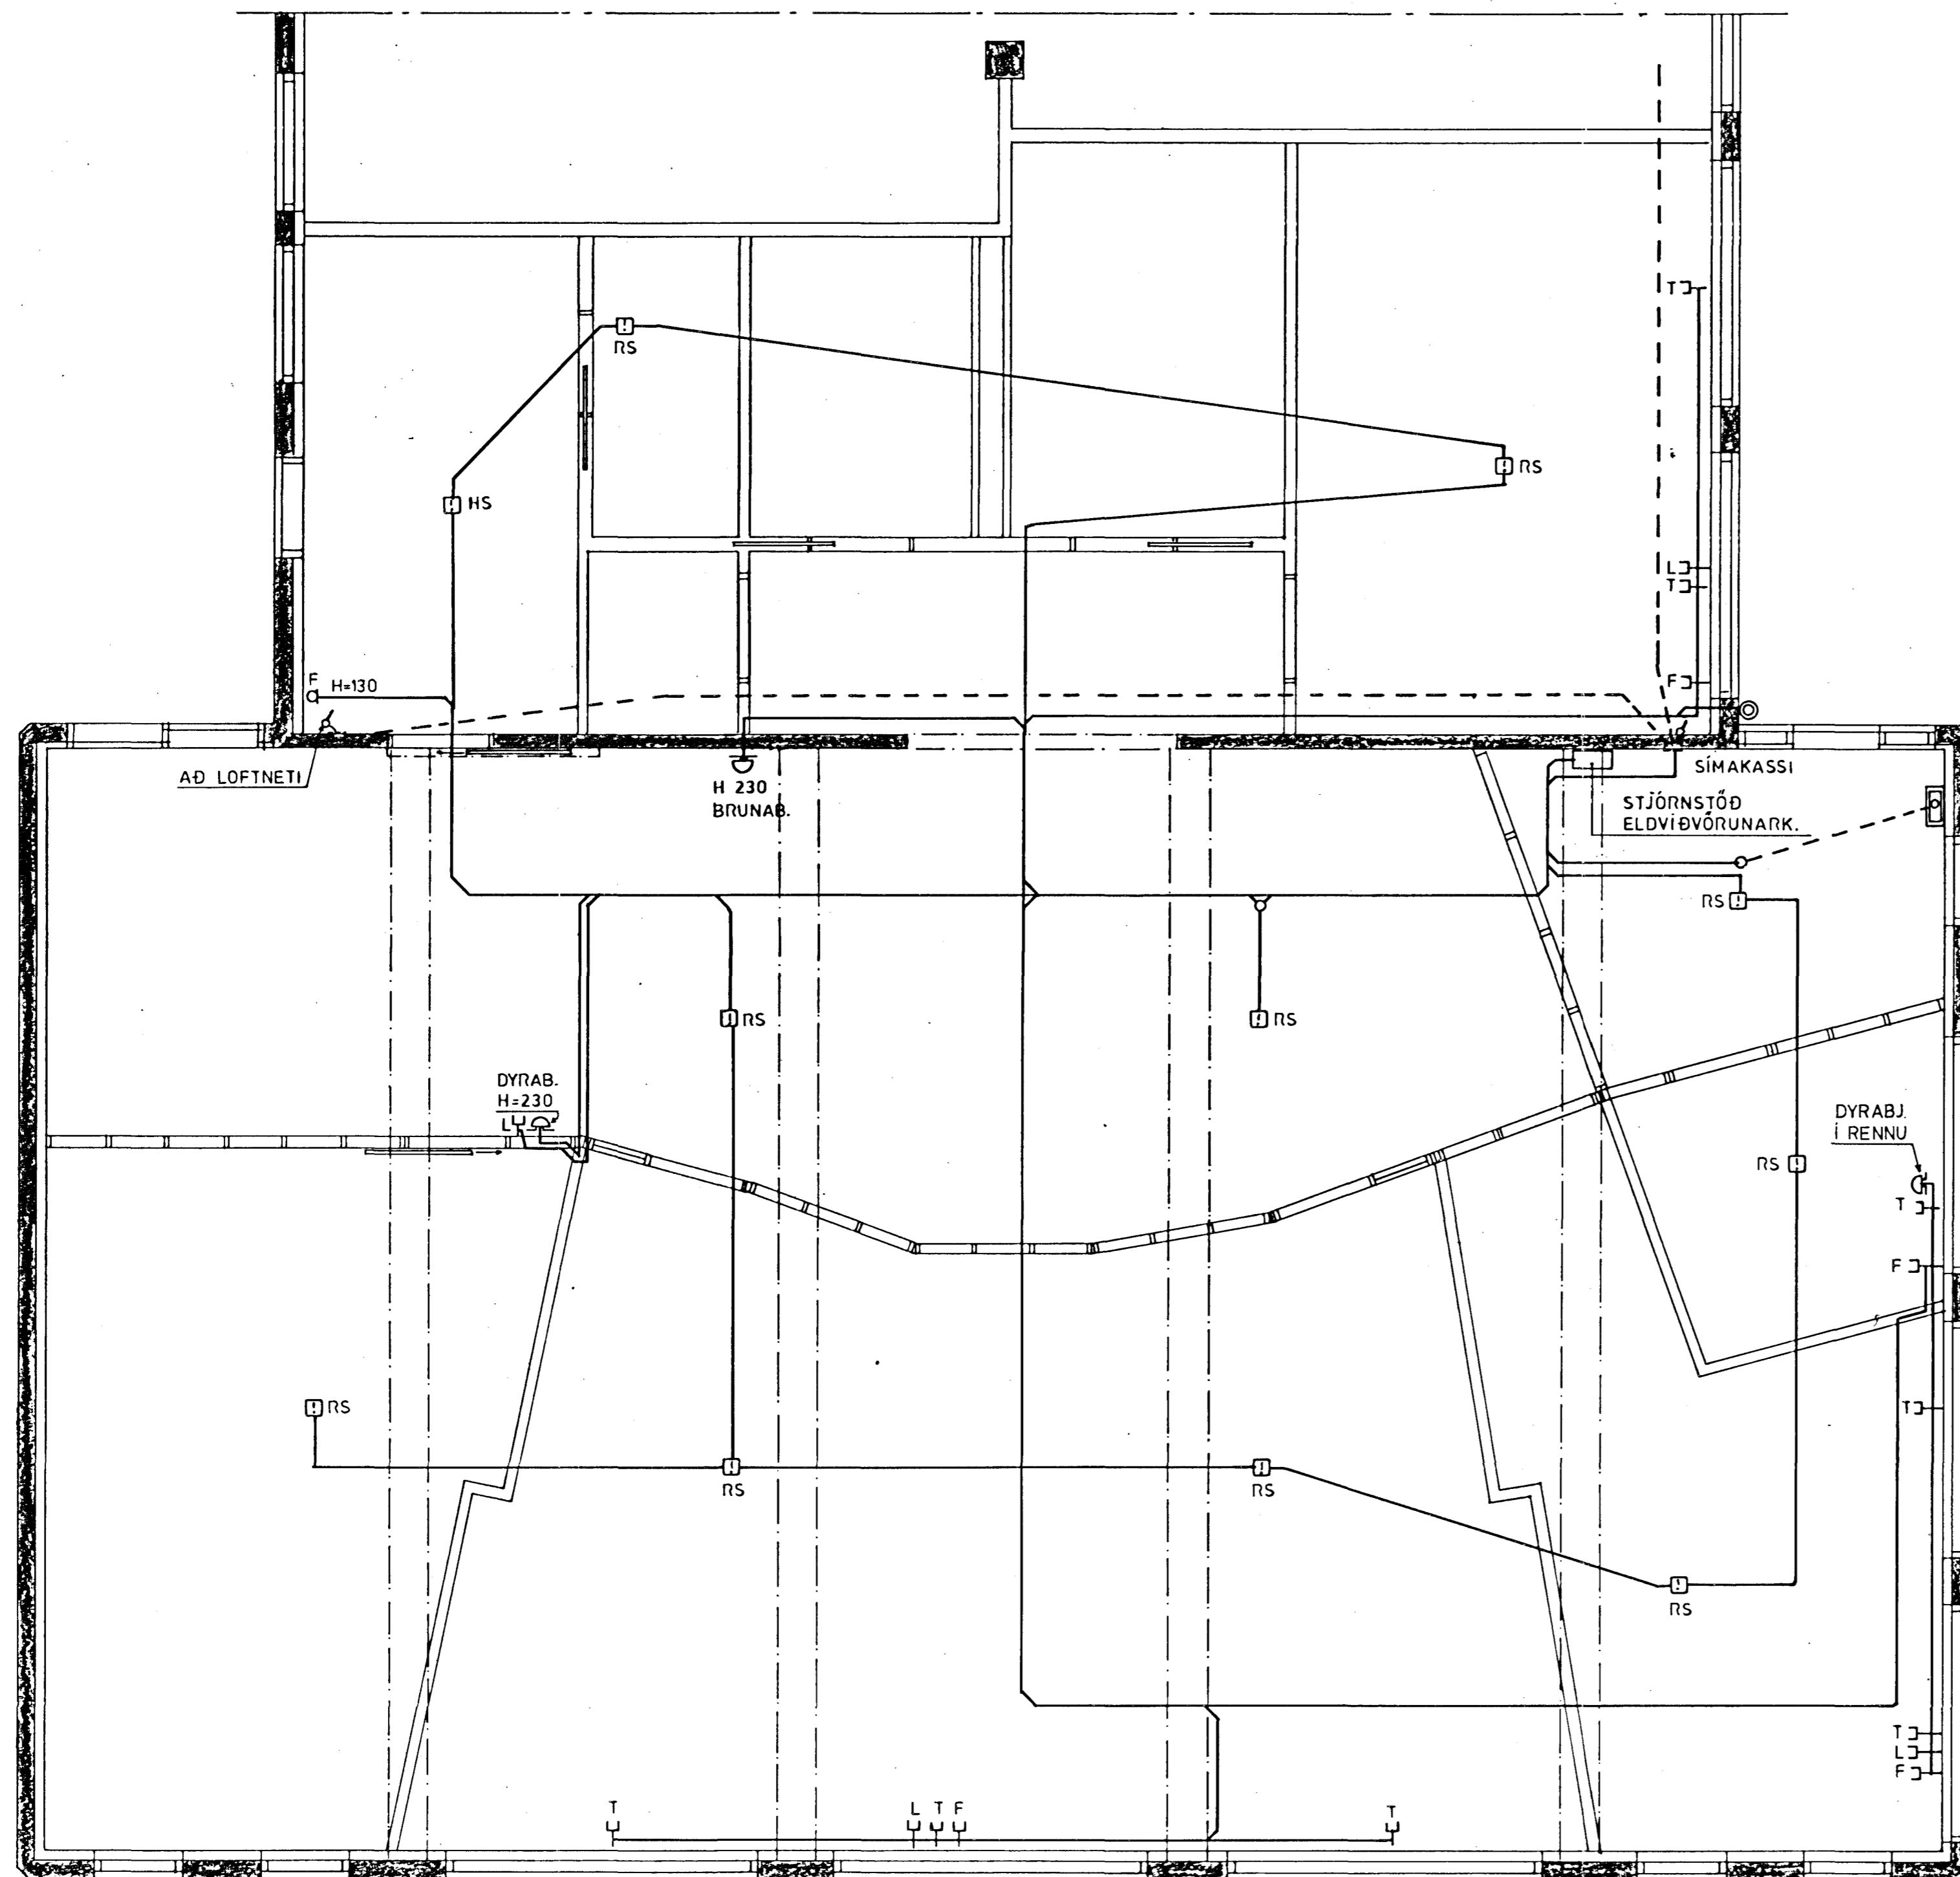 T
RS
RS
HS
L
T
F
H=130
F
AÐ LOFTNETI
H 230
BRUNAB.
SÍMAKASSI
STJÓRNSTÖÐ
ELDVIÐVÖRUNARK.
RS
RS
RS
DYRAB.
H=230
L
DYRABJ.
Í RENNU
RS
T
F
T
RS
RS
RS
RS
T
L
F
T
L T F
T